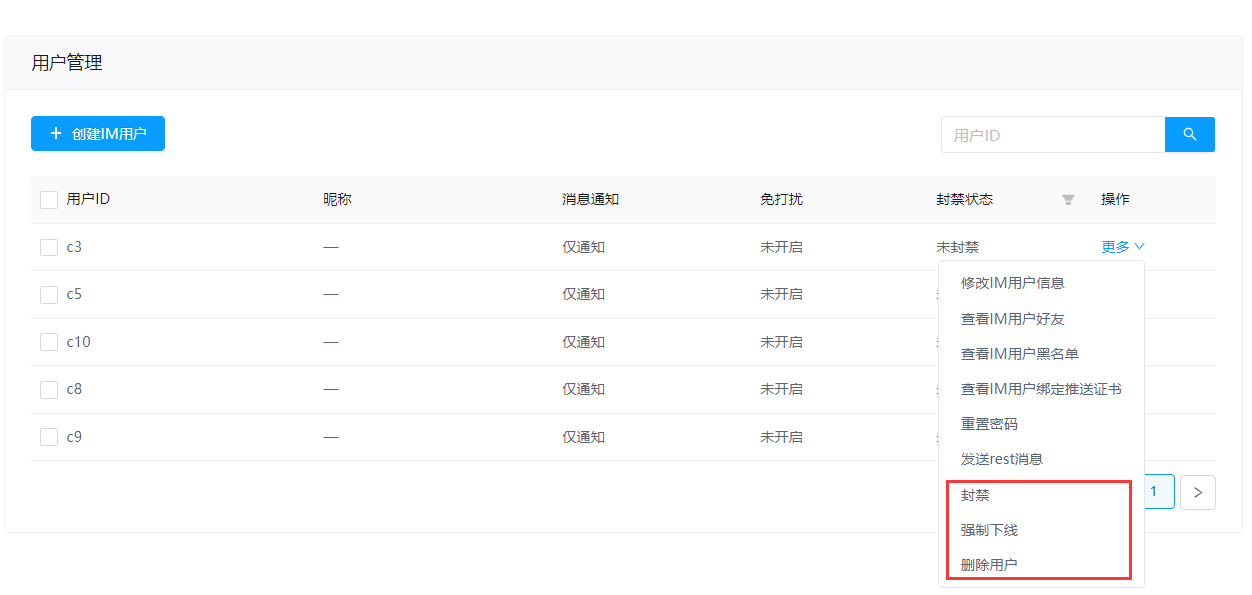 用户管理
+ 创建IM用户
用户ID
用户ID 昵称 消息通知 免打扰 封禁状态 操作
c3 — 仅通知 未开启 未封禁 更多
c5 — 仅通知 未开启
c10 — 仅通知 未开启
c8 — 仅通知 未开启
c9 — 仅通知 未开启
修改IM用户信息
查看IM用户好友
查看IM用户黑名单
查看IM用户绑定推送证书
重置密码
发送rest消息
封禁
强制下线
删除用户
1 >